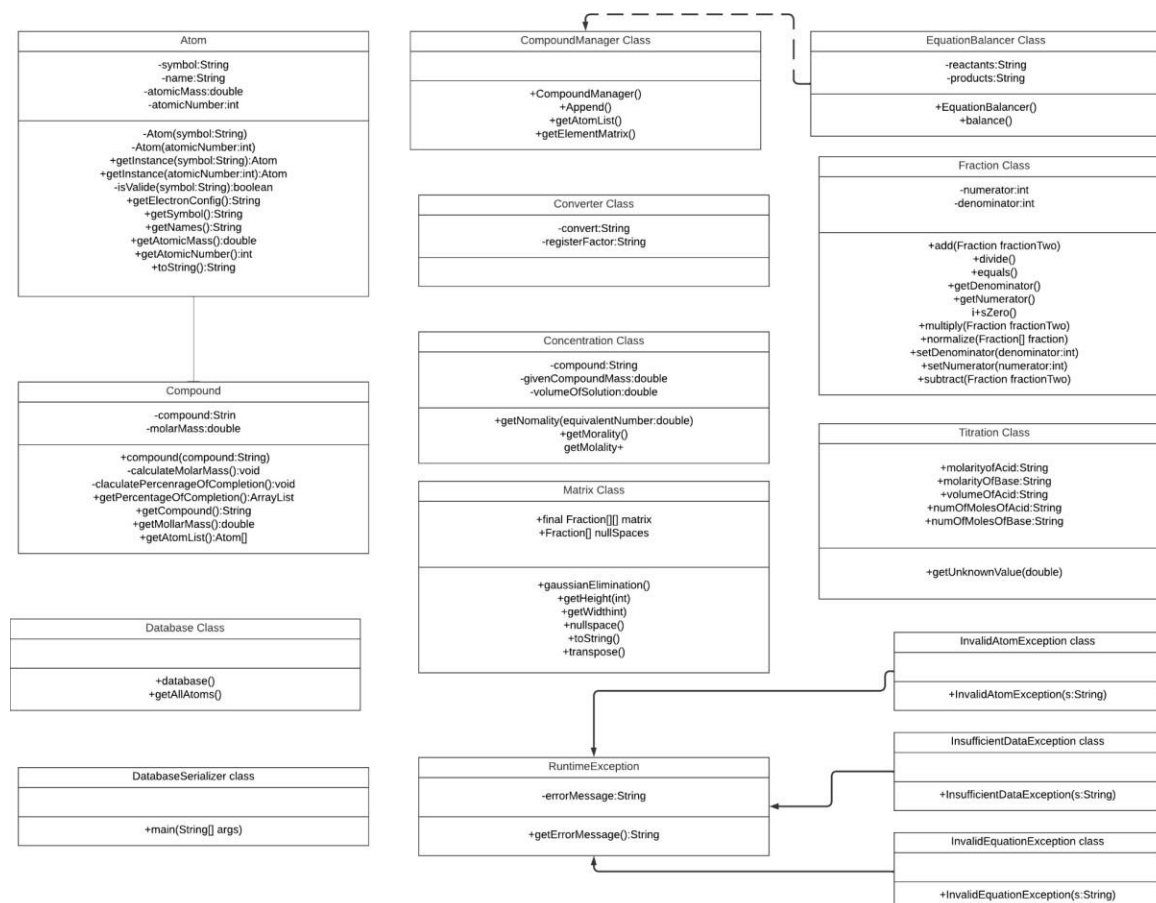 Atom
-symbol:String
-name:String
-atomicMass:double
-atomicNumber:int
-Atom(symbol:String)
-Atom(atomicNumber:int)
+getInstance(symbol:String):Atom
+getInstance(atomicNumber:int):Atom
-isValide(symbol:String):boolean
+getElectronConfig():String
+getSymbol():String
+getNames():String
+getAtomicMass():double
+getAtomicNumber():int
+toString():String
Compound
-compound:Strin
-molarMass:double
+compound(compound:String)
-calculateMolarMass():void
-claculatePercenrageOfCompletion():void
+getPercentageOfCompletion():ArrayList
+getCompound():String
+getMollarMass():double
+getAtomList():Atom[]
Database Class
+database()
+getAllAtoms()
DatabaseSerializer class
+main(String[] args)
CompoundManager Class
+CompoundManager()
+Append()
+getAtomList()
+getElementMatrix()
Converter Class
-convert:String
-registerFactor:String
Concentration Class
-compound:String
-givenCompoundMass:double
-volumeOfSolution:double
+getNomality(equivalentNumber:double)
+getMorality()
getMolality+
Matrix Class
+final Fraction[][] matrix
+Fraction[] nullSpaces
+gaussianElimination()
+getHeight(int)
+getWidthint)
+nullspace()
+toString()
+transpose()
RuntimeException
-errorMessage:String
+getErrorMessage():String
EquationBalancer Class
-reactants:String
-products:String
+EquationBalancer()
+balance()
Fraction Class
-numerator:int
-denominator:int
+add(Fraction fractionTwo)
+divide()
+equals()
+getDenominator()
+getNumerator()
i+sZero()
+multiply(Fraction fractionTwo)
+normalize(Fraction[] fraction)
+setDenominator(denominator:int)
+setNumerator(numerator:int)
+subtract(Fraction fractionTwo)
Titration Class
+molarityofAcid:String
+molarityOfBase:String
+volumeOfAcid:String
+numOfMolesOfAcid:String
+numOfMolesOfBase:String
+getUnknownValue(double)
InvalidAtomException class
+InvalidAtomException(s:String)
InsufficientDataException class
+InsufficientDataException(s:String)
InvalidEquationException class
+InvalidEquationException(s:String)